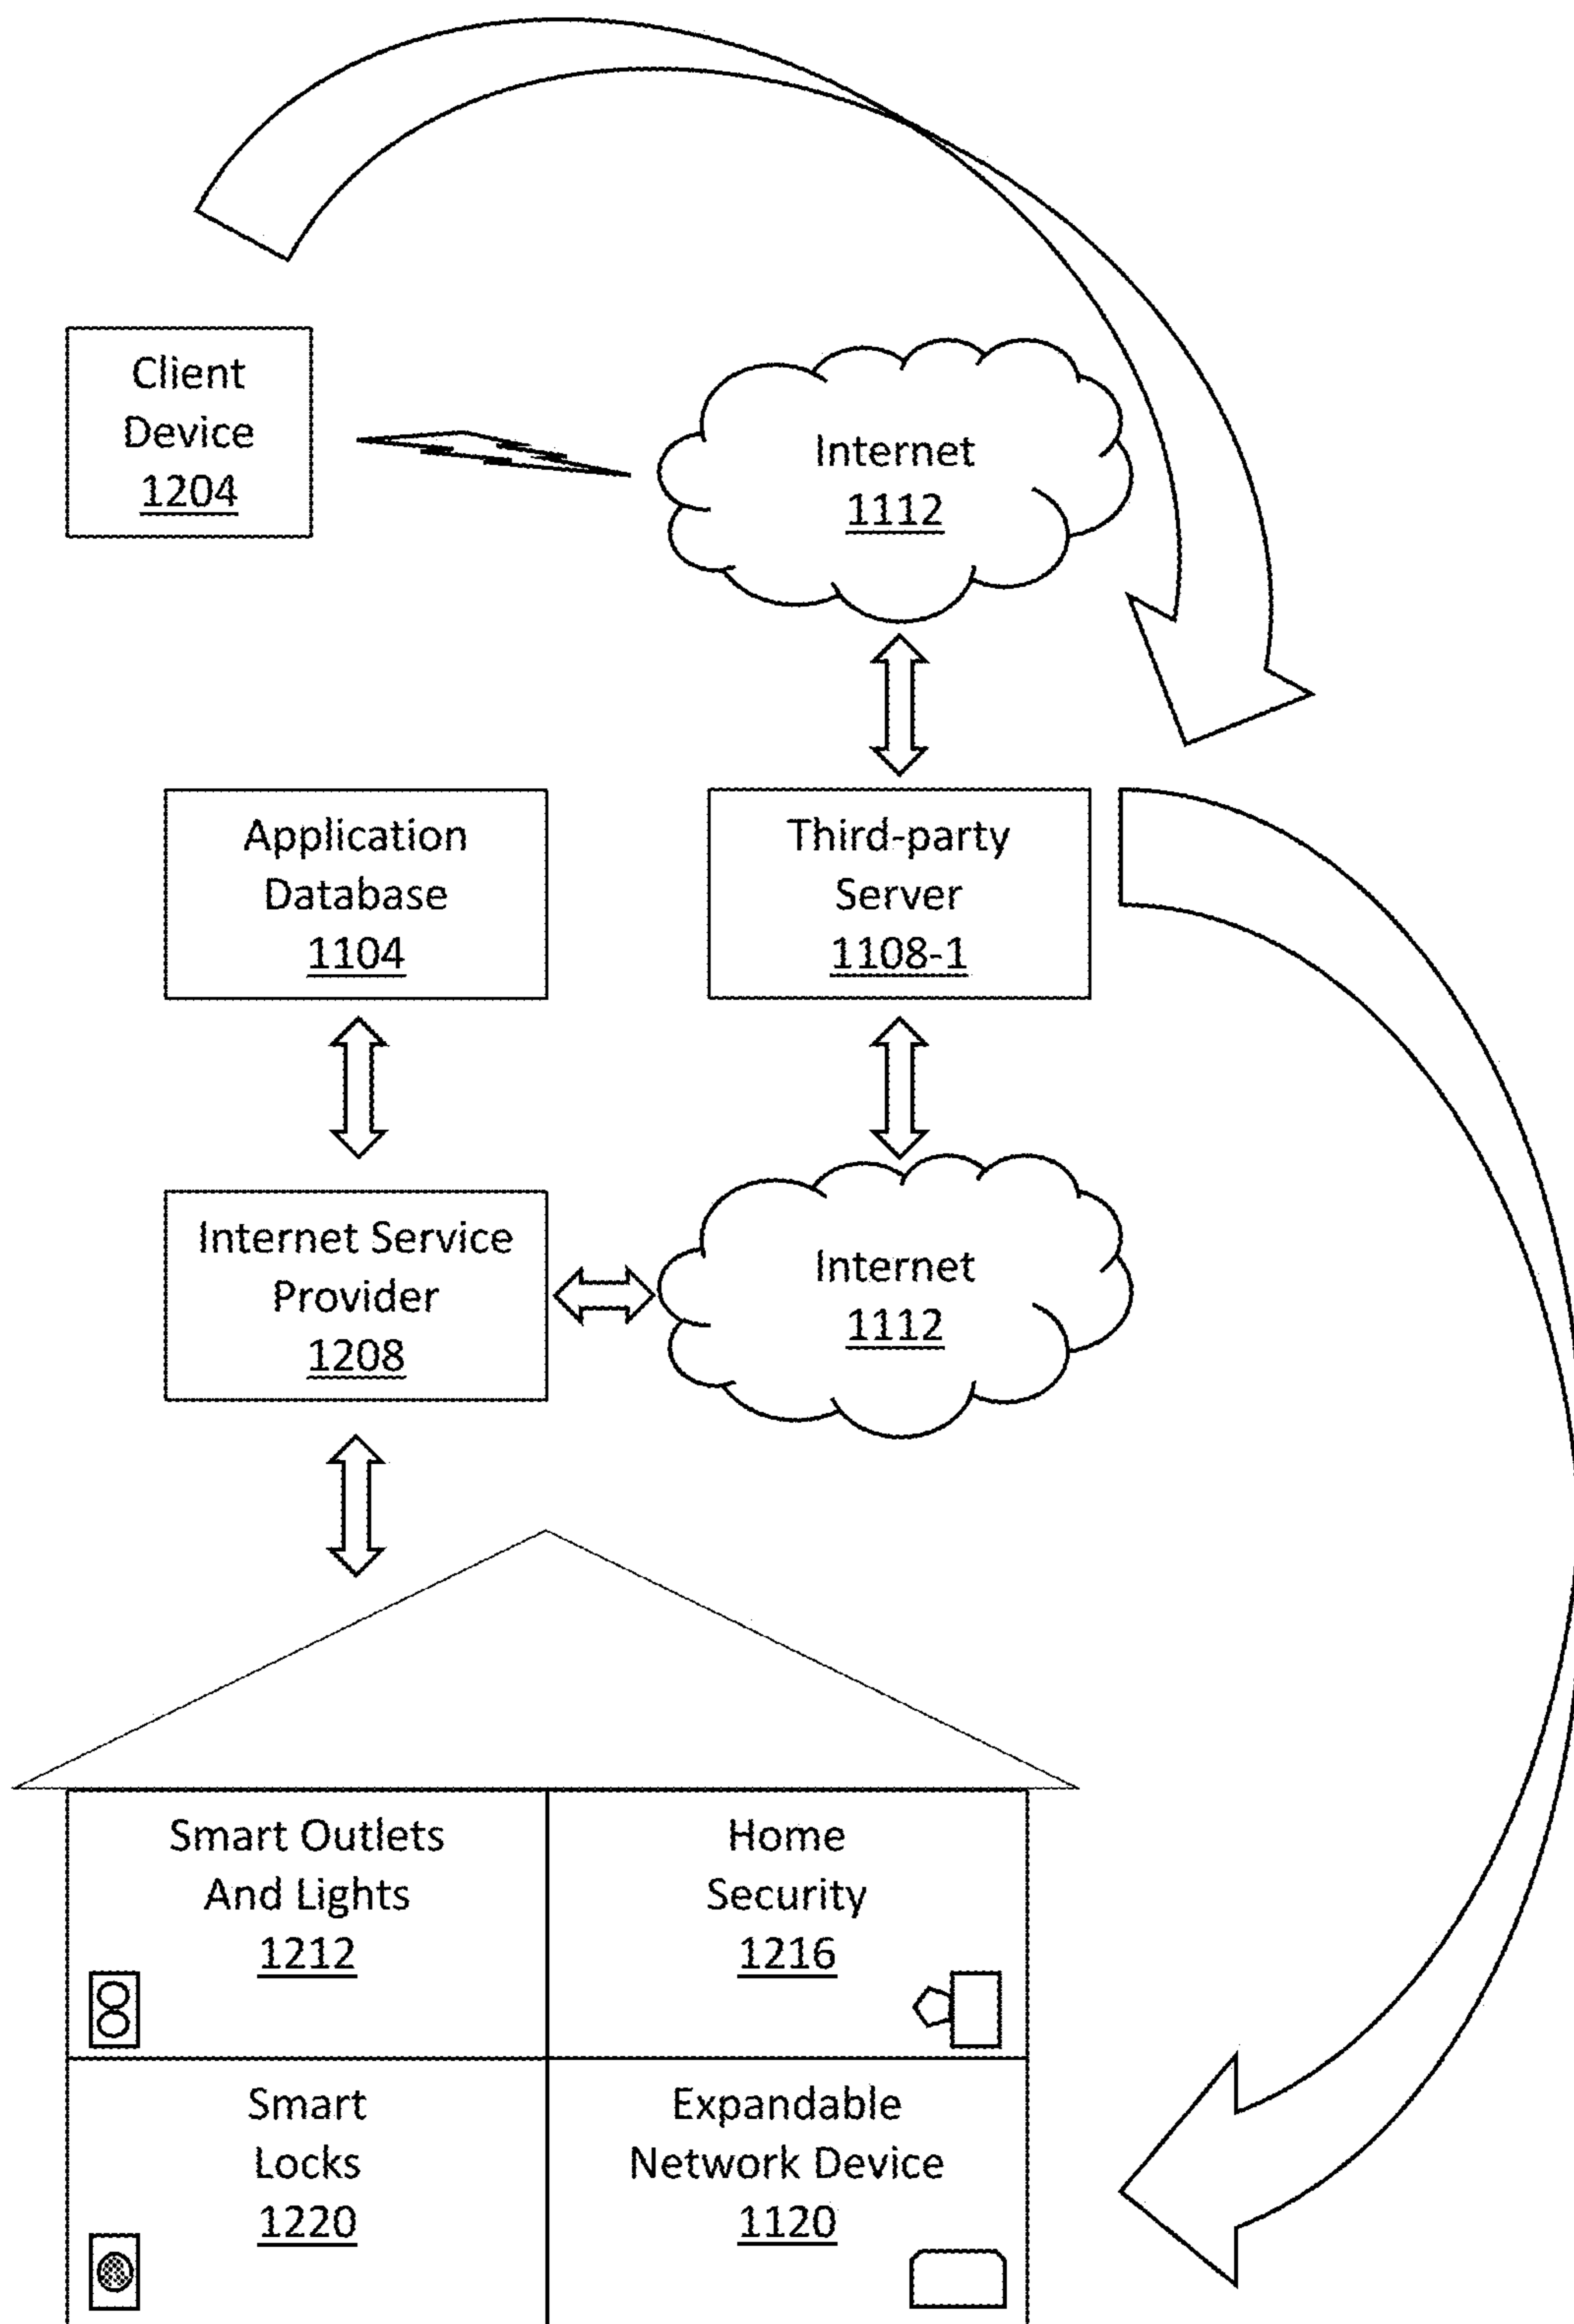 Client
Device
1204
Internet
1112
Application
Database
1104
Third-party
Server
1108-1
Internet Service
Provider
1208
Internet
1112
Smart Outlets
And Lights
1212
Home
Security
1216
Smart
Locks
1220
Expandable
Network Device
1120